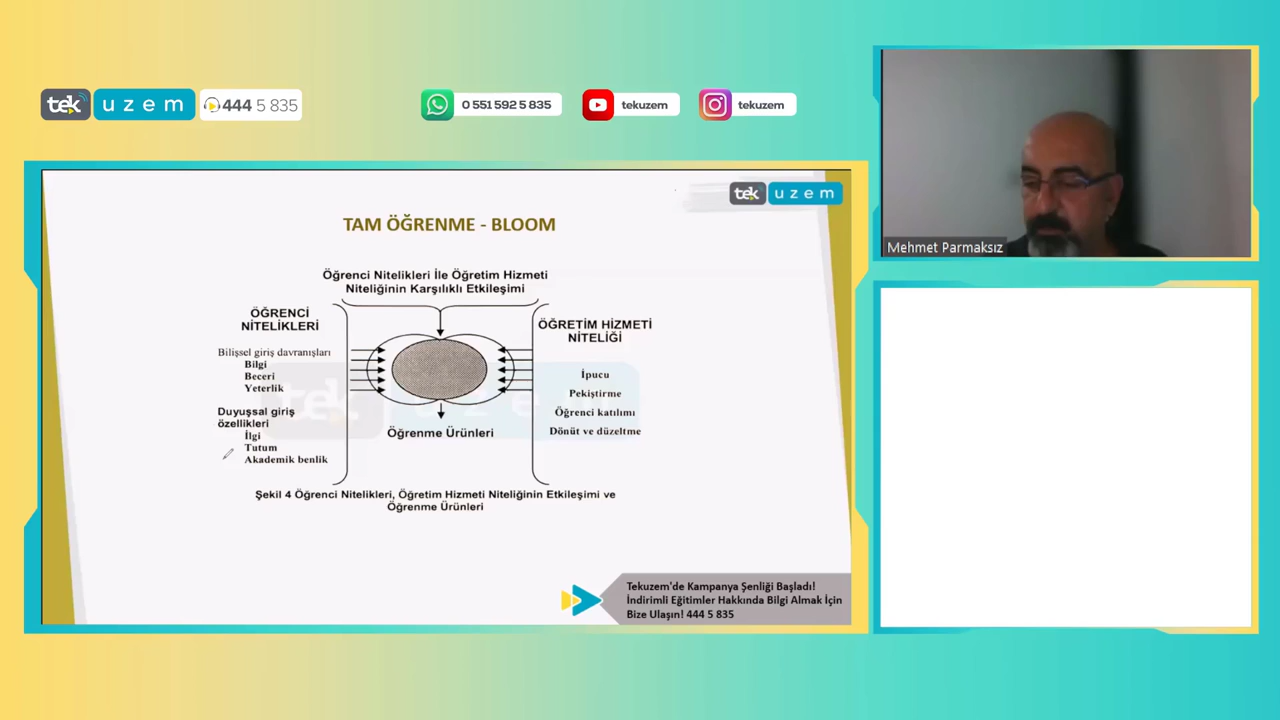 tek uzem 444 5 835
0 551 592 5 835
tekuzem
tekuzem
Mehmet Parmaksız
tek uzem
TAM ÖĞRENME - BLOOM
Öğrenci Nitelikleri İle Öğretim Hizmeti
Niteliğinin Karşılıklı Etkileşimi
ÖĞRENCİ
NİTELİKLERİ
Bilişsel giriş davranışları
Bilgi
Beceri
Yeterlik
Duyuşsal giriş
özellikleri
İlgi
Tutum
Akademik benlik
ÖĞRETİM HİZMETİ
NİTELİĞİ
İpucu
Pekiştirme
Öğrenci katılımı
Dönüt ve düzeltme
Öğrenme Ürünleri
tek uzem
Şekil 4 Öğrenci Nitelikleri, Öğretim Hizmeti Niteliğinin Etkileşimi ve
Öğrenme Ürünleri
Tekuzem'de Kampanya Şenliği Başladı!
İndirimli Eğitimler Hakkında Bilgi Almak İçin
Bize Ulaşın! 444 5 835